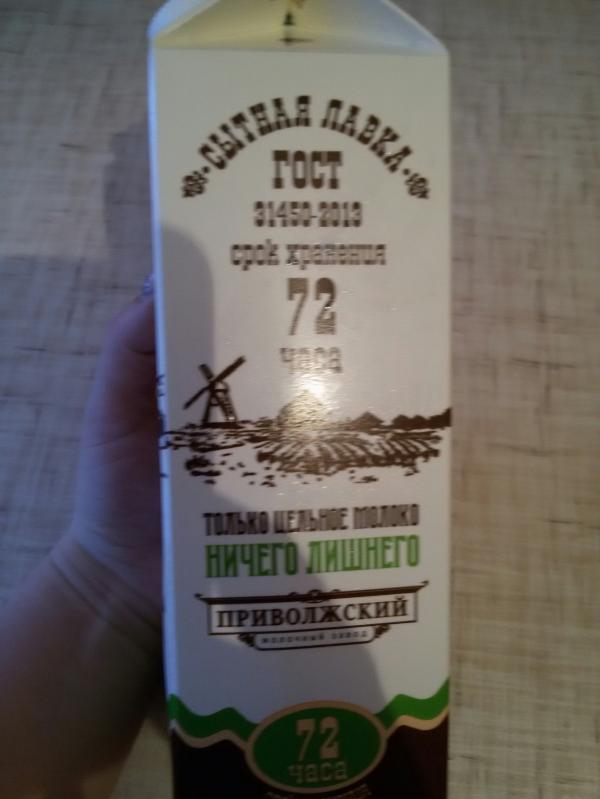 СЫТНАЯ ЛАВКА
ГОСТ
31450-2013
срок хранения
72
часа
ТОЛЬКО ЦЕЛЬНОЕ МОЛОКО
НИЧЕГО ЛИШНЕГО
ПРИВОЛЖСКИЙ
МОЛОЧНЫЙ ЗАВОД
72
часа